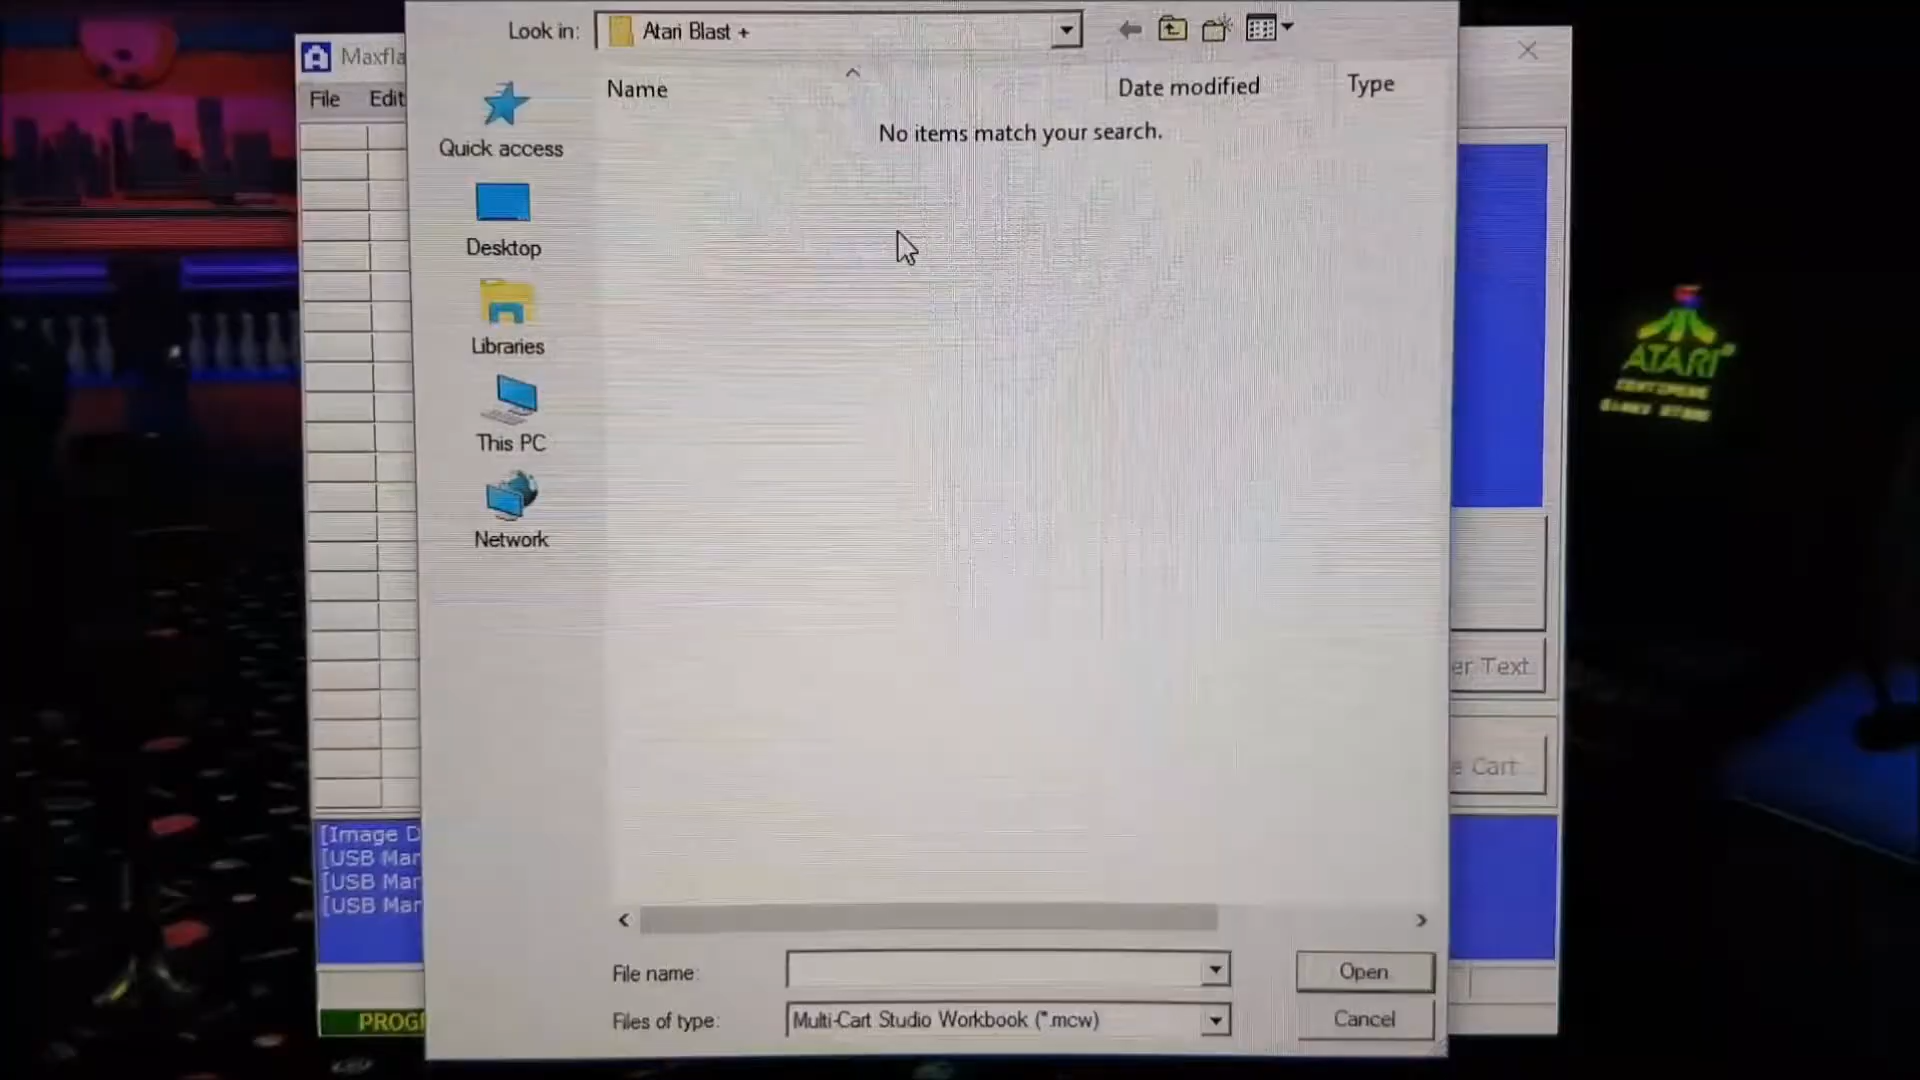 Look in: Atari Blast +
Maxfla
File Edit
Name Date modified Type
No items match your search.
Quick access
Desktop
Libraries
This PC
Network
ATARI
er Text
e Cart
[Image D
[USB Mar
[USB Mar
[USB Mar
File name: Open
Files of type: Multi-Cart Studio Workbook (*.mcw) Cancel
PROG